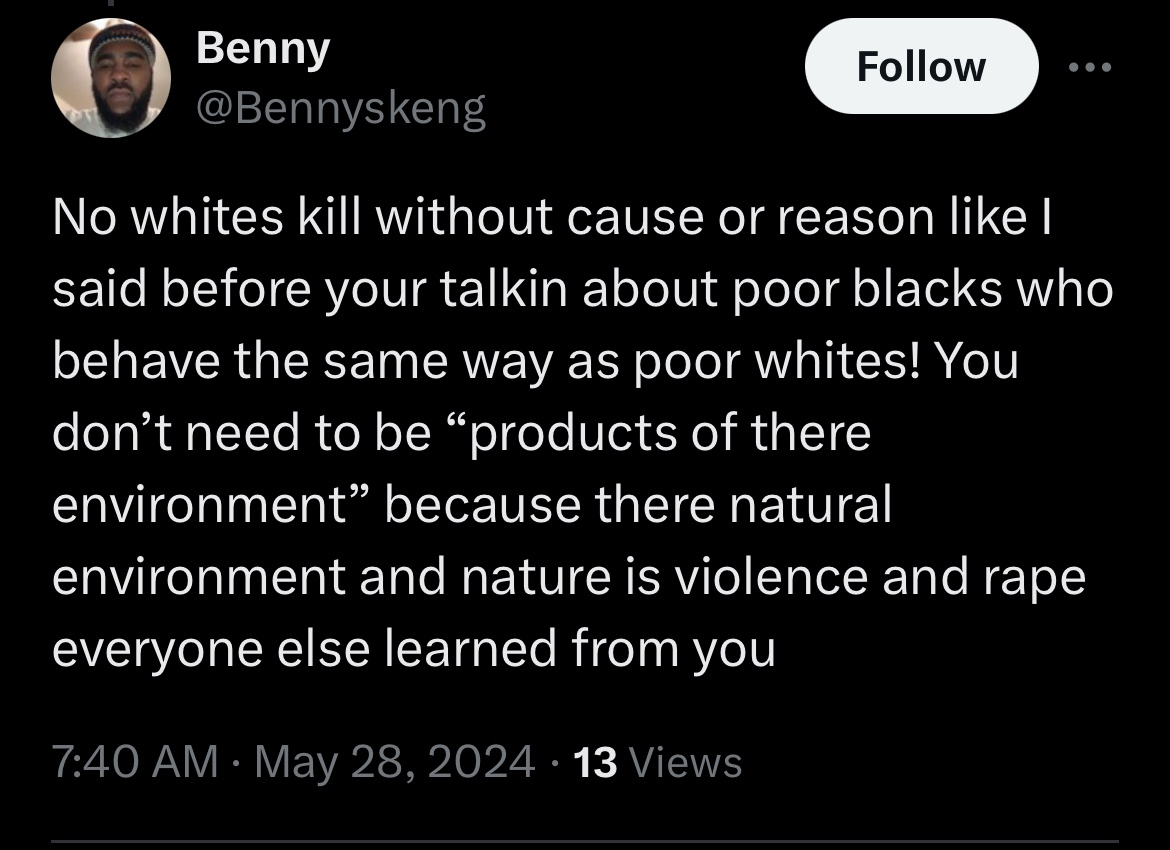 Benny
Follow
@Bennyskeng
No whites kill without cause or reason like I
said before your talkin about poor blacks who
behave the same way as poor whites! You
don’t need to be “products of there
environment” because there natural
environment and nature is violence and rape
everyone else learned from you
7:40 AM · May 28, 2024 · 13 Views